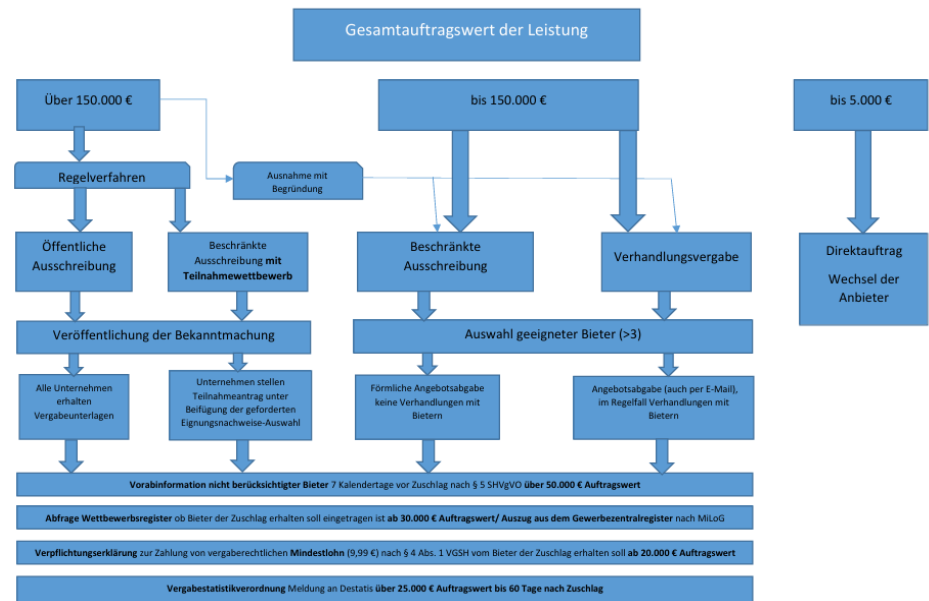 Gesamtauftragswert der Leistung
Über 150.000 €
bis 150.000 €
bis 5.000 €
Regelverfahren
Ausnahme mit
Begründung
Öffentliche
Ausschreibung
Beschränkte
Ausschreibung mit
Teilnahmewettbewerb
Beschränkte
Ausschreibung
Verhandlungsvergabe
Direktauftrag
Wechsel der
Anbieter
Veröffentlichung der Bekanntmachung
Auswahl geeigneter Bieter (>3)
Alle Unternehmen
erhalten
Vergabeunterlagen
Unternehmen stellen
Teilnahmeantrag unter
Beifügung der geforderten
Eignungsnachweise-Auswahl
Förmliche Angebotsabgabe
keine Verhandlungen mit
Bietern
Angebotsabgabe (auch per E-Mail),
im Regelfall Verhandlungen mit
Bietern
Vorabinformation nicht berücksichtigter Bieter 7 Kalendertage vor Zuschlag nach § 5 SHVgVO über 50.000 € Auftragswert
Abfrage Wettbewerbsregister ob Bieter der Zuschlag erhalten soll eingetragen ist ab 30.000 € Auftragswert/ Auszug aus dem Gewerbezentralregister nach MiLoG
Verpflichtungserklärung zur Zahlung von vergaberechtlichen Mindestlohn (9,99 €) nach § 4 Abs. 1 VGSH vom Bieter der Zuschlag erhalten soll ab 20.000 € Auftragswert
Vergabestatistikverordnung Meldung an Destatis über 25.000 € Auftragswert bis 60 Tage nach Zuschlag